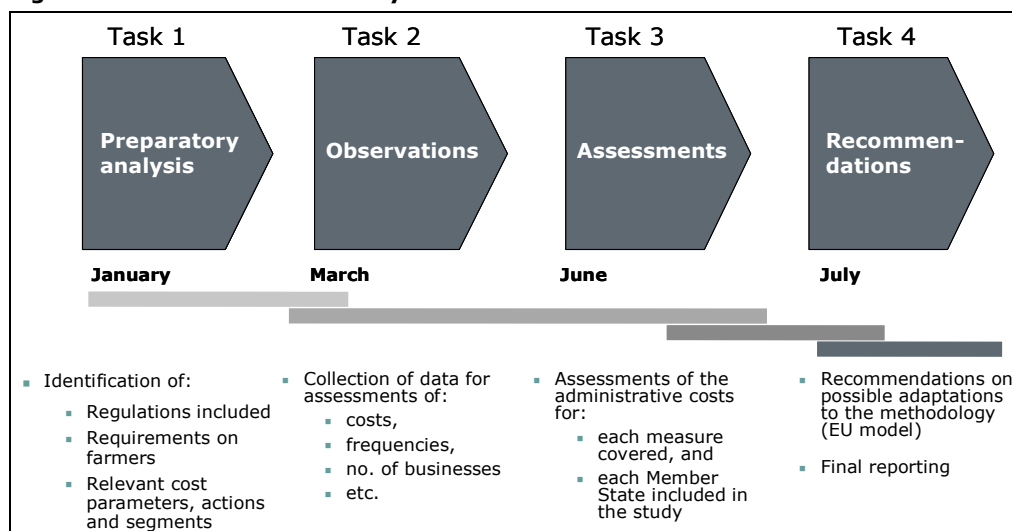 Task 1
Task 2
Task 3
Task 4
Preparatory
analysis
Observations
Assessments
Recommen-
dations
January
March
June
July
▪ Identification of:
▪ Regulations included
▪ Requirements on
farmers
▪ Relevant cost
parameters, actions
and segments
▪ Collection of data for
assessments of:
▪ costs,
▪ frequencies,
▪ no. of businesses
▪ etc.
▪ Assessments of the
administrative costs
for:
▪ each measure
covered, and
▪ each Member
State included in
the study
▪ Recommendations on
possible adaptations
to the methodology
(EU model)
▪ Final reporting